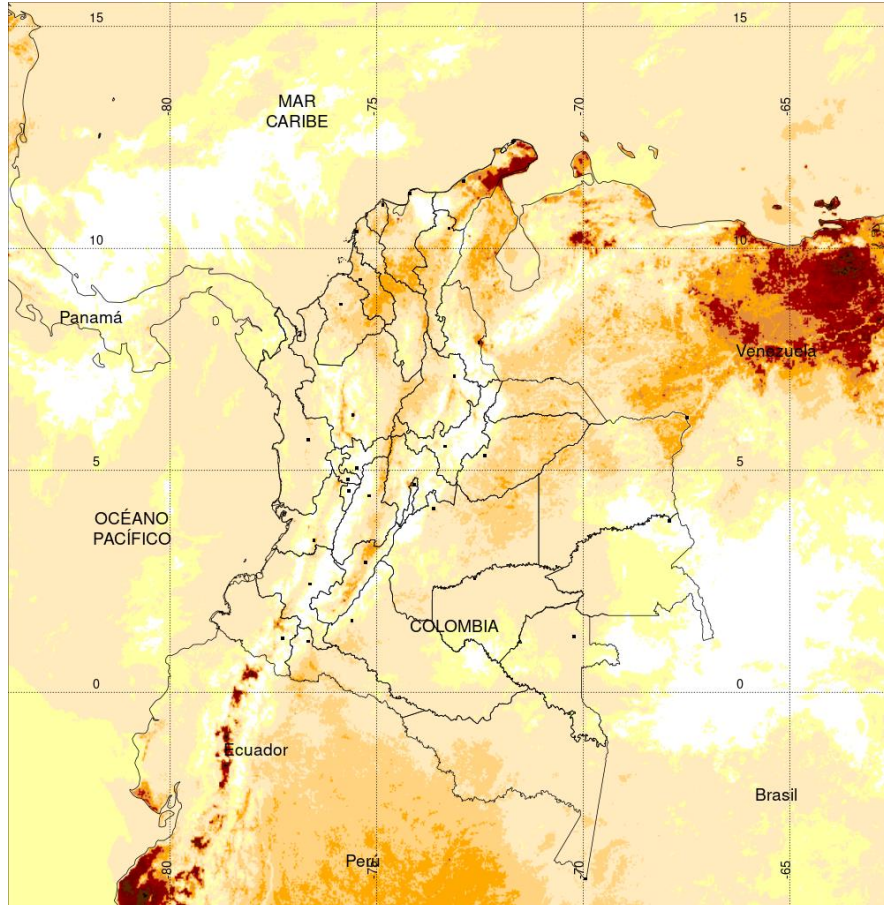 15
15
-80
-75
-70
-65
MAR
CARIBE
10
10
Panamá
Venezuela
5
5
OCÉANO
PACÍFICO
COLOMBIA
0
0
Ecuador
Brasil
Perú
-80
-75
-70
-65